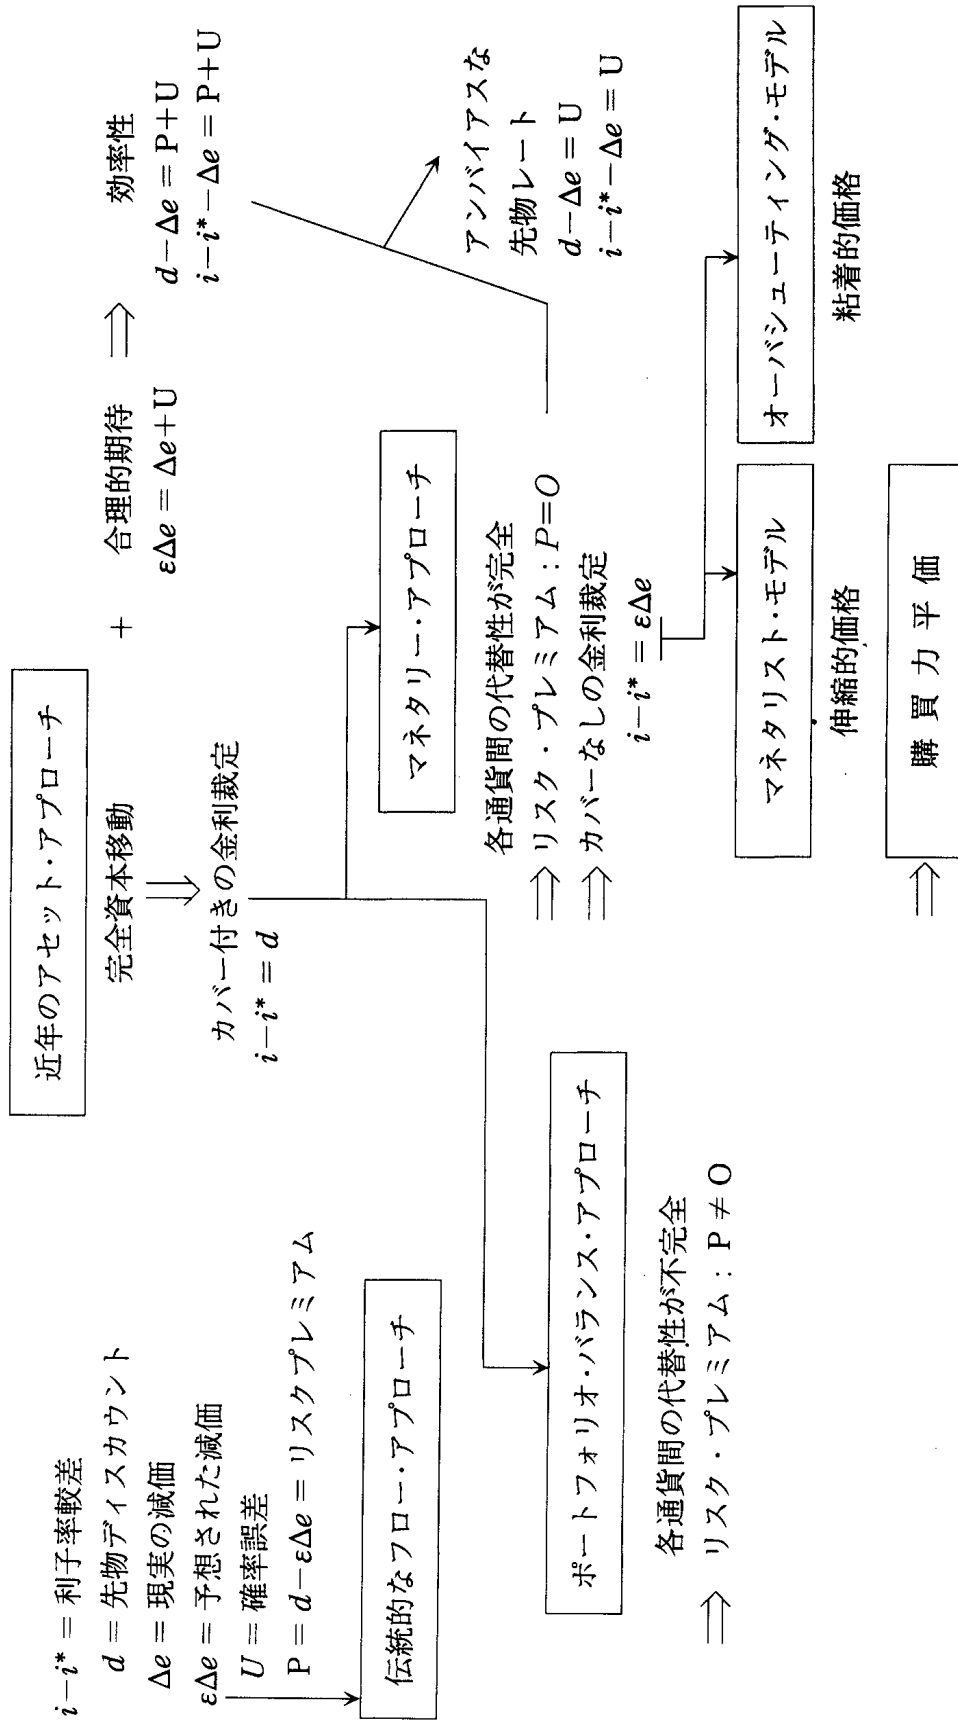 i－i* ＝ 利子率較差
d ＝ 先物ディスカウント
Δe ＝ 現実の減価
εΔe ＝ 予想された減価
U ＝ 確率誤差
P ＝ d－εΔe ＝ リスクプレミアム
伝統的なフロー・アプローチ
近年のアセット・アプローチ
完全資本移動 ＋ 合理的期待 ⇒ 効率性
εΔe ＝ Δe＋U
d－Δe ＝ P＋U
i－i*－Δe ＝ P＋U
⇒
カバー付きの金利裁定
i－i* ＝ d
アンバイアスな
先物レート
d－Δe ＝ U
i－i*－Δe ＝ U
ポートフォリオ・バランス・アプローチ
各通貨間の代替性が不完全
⇒ リスク・プレミアム：P ≠ O
マネタリー・アプローチ
各通貨間の代替性が完全
⇒ リスク・プレミアム：P＝O
⇒ カバーなしの金利裁定
i－i* ＝ εΔe
マネタリスト・モデル
伸縮的価格
⇒ 購買力平価
オーバシューティング・モデル
粘着的価格